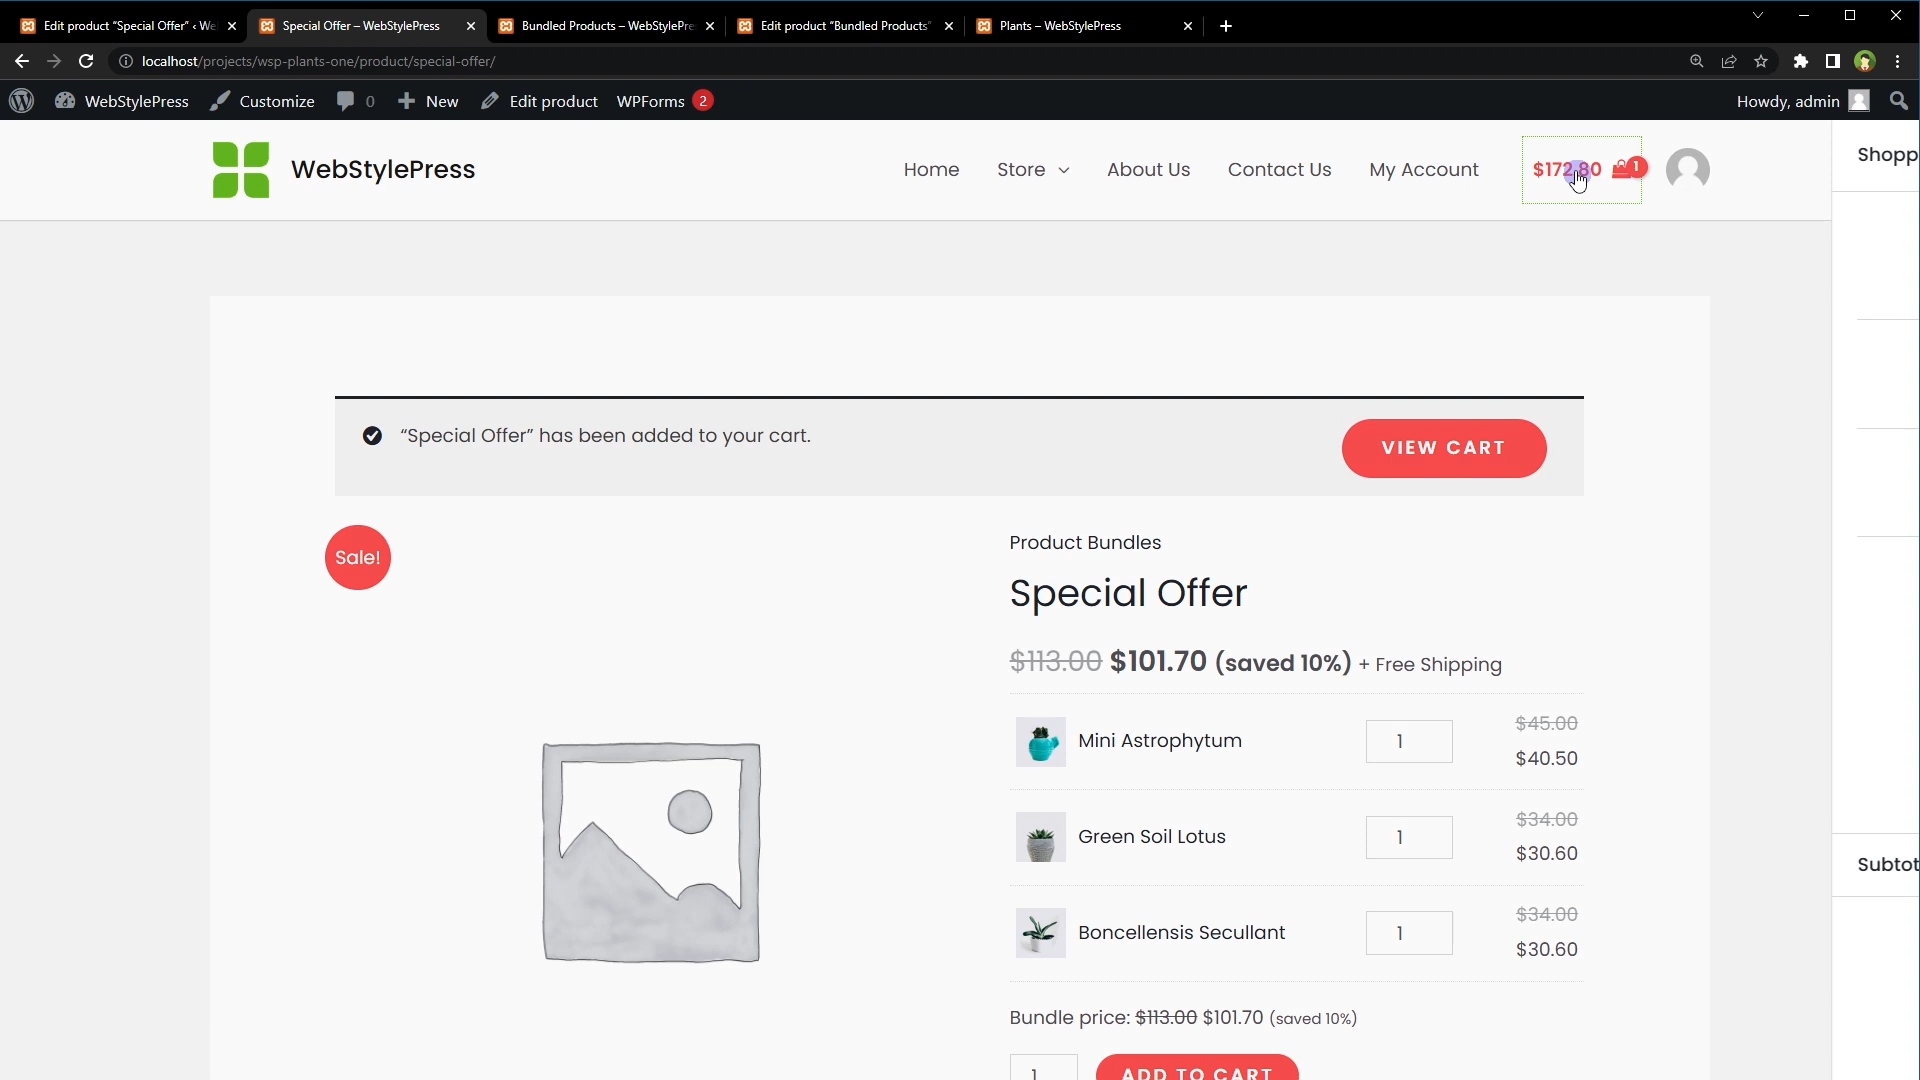 Edit product “Special Offer” ‹ We
Special Offer – WebStylePress
Bundled Products – WebStylePre
Edit product “Bundled Products”
Plants – WebStylePress
localhost/projects/wsp-plants-one/product/special-offer/
WebStylePress
Customize
0
New
Edit product
WPForms 2
Howdy, admin
WebStylePress
Home
Store
About Us
Contact Us
My Account
$172.80 1
Shopp
“Special Offer” has been added to your cart.
VIEW CART
Sale!
Product Bundles
Special Offer
$113.00 $101.70 (saved 10%) + Free Shipping
Mini Astrophytum 1 $45.00
$40.50
Green Soil Lotus 1 $34.00
$30.60
Boncellensis Secullant 1 $34.00
$30.60
Subtot
Bundle price: $113.00 $101.70 (saved 10%)
1 ADD TO CART